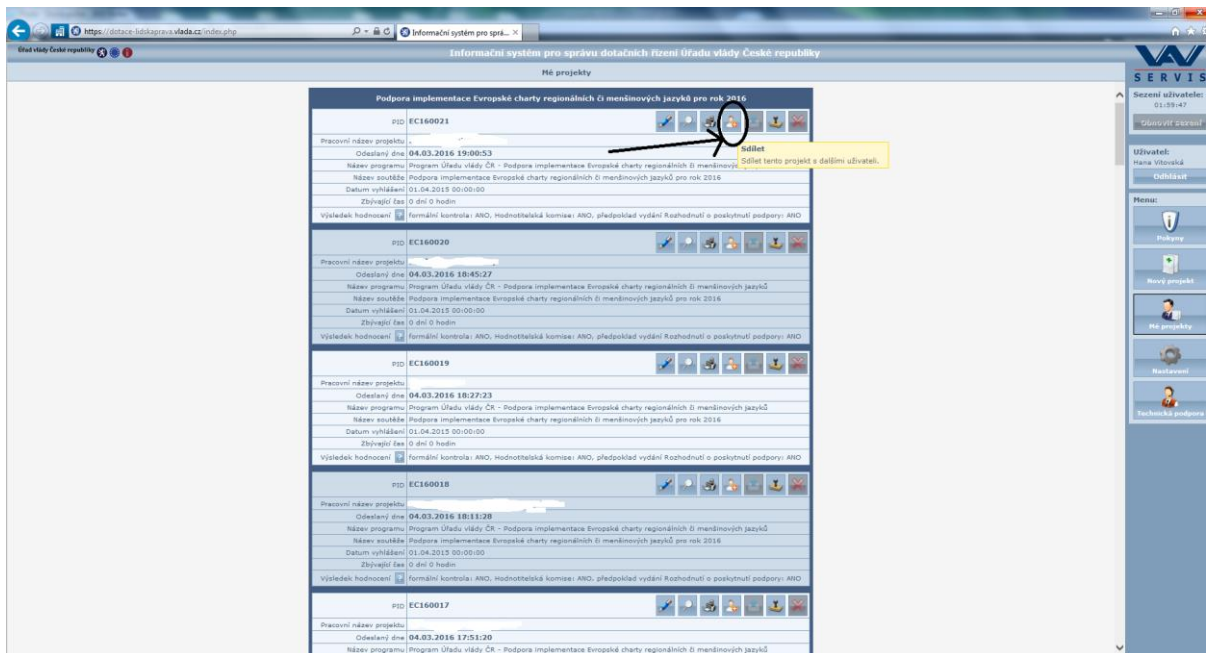 https://dotace-lidskaprava.vlada.cz/index.php
Informační systém pro sprá...
Úřad vlády České republiky
Informační systém pro správu dotačních řízení Úřadu vlády České republiky
Mé projekty
Podpora implementace Evropské charty regionálních či menšinových jazyků pro rok 2016
PID EC160021
Pracovní název projektu
Odeslaný dne 04.03.2016 19:00:53
Název programu Program Úřadu vlády ČR - Podpora implementace Evropské charty regionálních či menšinových
Název soutěže Podpora implementace Evropské charty regionálních či menšinových jazyků pro rok 2016
Datum vyhlášení 01.04.2015 00:00:00
Zbývající čas 0 dní 0 hodin
Výsledek hodnocení ? formální kontrola: ANO, Hodnotitelská komise: ANO, předpoklad vydání Rozhodnutí o poskytnutí podpory: ANO
Sdílet
Sdílet tento projekt s dalšími uživateli.
PID EC160020
Pracovní název projektu
Odeslaný dne 04.03.2016 18:45:27
Název programu Program Úřadu vlády ČR - Podpora implementace Evropské charty regionálních či menšinových jazyků
Název soutěže Podpora implementace Evropské charty regionálních či menšinových jazyků pro rok 2016
Datum vyhlášení 01.04.2015 00:00:00
Zbývající čas 0 dní 0 hodin
Výsledek hodnocení ? formální kontrola: ANO, Hodnotitelská komise: ANO, předpoklad vydání Rozhodnutí o poskytnutí podpory: ANO
PID EC160019
Pracovní název projektu
Odeslaný dne 04.03.2016 18:27:23
Název programu Program Úřadu vlády ČR - Podpora implementace Evropské charty regionálních či menšinových jazyků
Název soutěže Podpora implementace Evropské charty regionálních či menšinových jazyků pro rok 2016
Datum vyhlášení 01.04.2015 00:00:00
Zbývající čas 0 dní 0 hodin
Výsledek hodnocení ? formální kontrola: ANO, Hodnotitelská komise: ANO, předpoklad vydání Rozhodnutí o poskytnutí podpory: ANO
PID EC160018
Pracovní název projektu
Odeslaný dne 04.03.2016 18:11:28
Název programu Program Úřadu vlády ČR - Podpora implementace Evropské charty regionálních či menšinových jazyků
Název soutěže Podpora implementace Evropské charty regionálních či menšinových jazyků pro rok 2016
Datum vyhlášení 01.04.2015 00:00:00
Zbývající čas 0 dní 0 hodin
Výsledek hodnocení ? formální kontrola: ANO, Hodnotitelská komise: ANO, předpoklad vydání Rozhodnutí o poskytnutí podpory: ANO
PID EC160017
Pracovní název projektu
Odeslaný dne 04.03.2016 17:51:20
Název programu Program Úřadu vlády ČR - Podpora implementace Evropské charty regionálních či menšinových jazyků
VaV
SERVIS
Sezení uživatele:
01:59:47
Obnovit sezení
Uživatel:
Hana Vítovská
Odhlásit
Menu:
Pokyny
Nový projekt
Mé projekty
Nastavení
Technická podpora